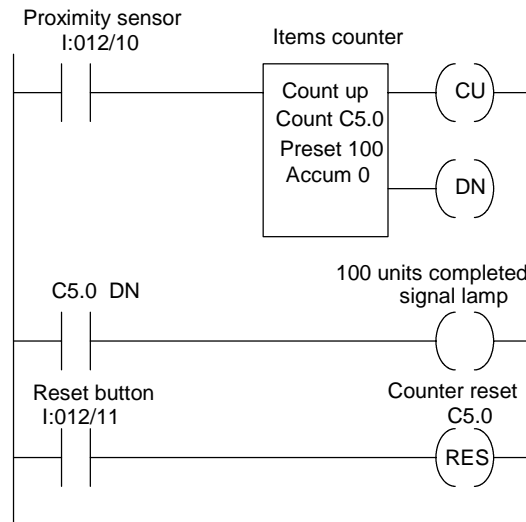 Proximity sensor
I:012/10
Items counter
Count up
Count C5.0
Preset 100
Accum 0
CU
DN
C5.0 DN
100 units completed
signal lamp
Reset button
I:012/11
Counter reset
C5.0
RES